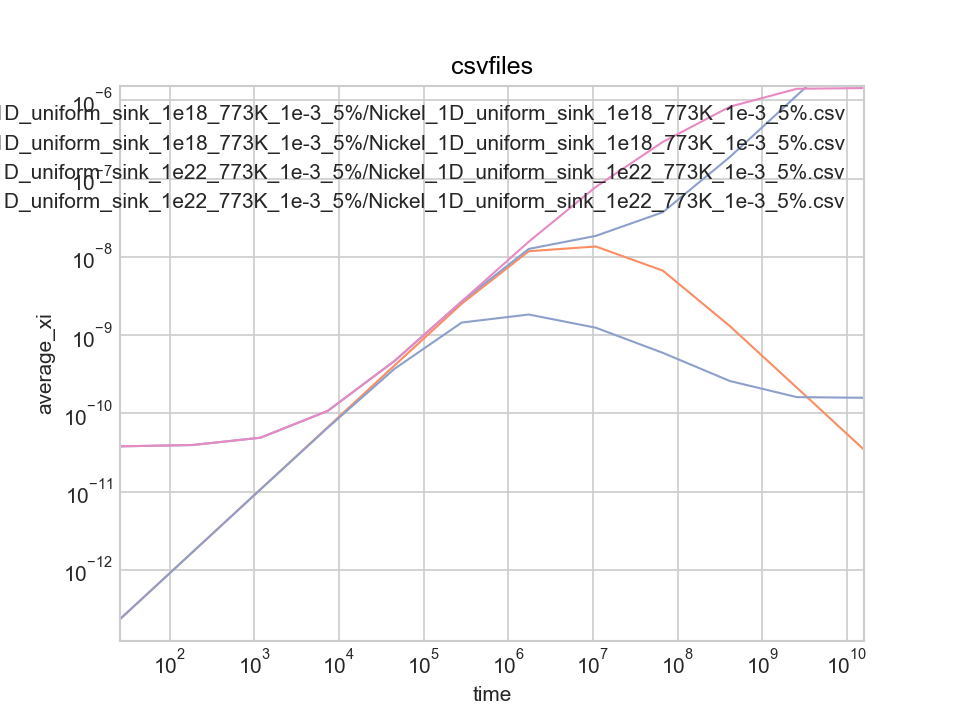 csvfiles
1D_uniform_sink_1e18_773K_1e-3_5%/Nickel_1D_uniform_sink_1e18_773K_1e-3_5%.csv
1D_uniform_sink_1e18_773K_1e-3_5%/Nickel_1D_uniform_sink_1e18_773K_1e-3_5%.csv
D_uniform_sink_1e22_773K_1e-3_5%/Nickel_1D_uniform_sink_1e22_773K_1e-3_5%.csv
D_uniform_sink_1e22_773K_1e-3_5%/Nickel_1D_uniform_sink_1e22_773K_1e-3_5%.csv
10⁻⁶
10⁻⁷
10⁻⁸
10⁻⁹
10⁻¹⁰
10⁻¹¹
10⁻¹²
average_xi
10² 10³ 10⁴ 10⁵ 10⁶ 10⁷ 10⁸ 10⁹ 10¹⁰
time